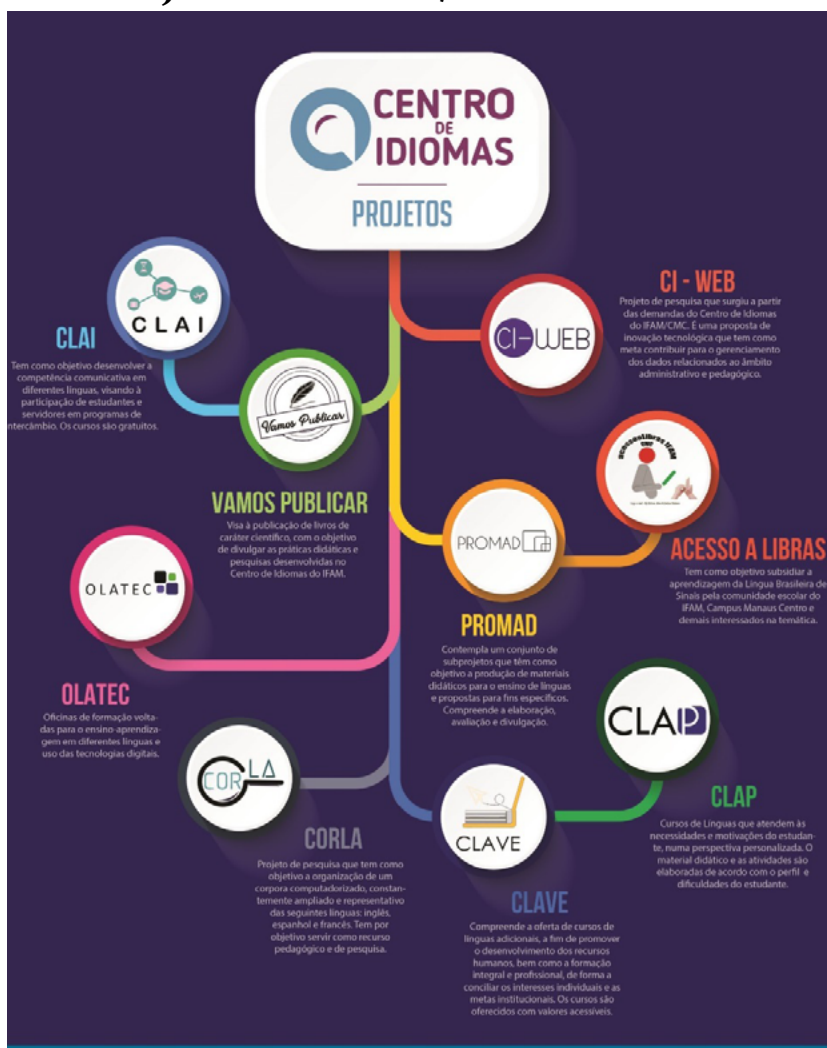 CENTRO
DE
IDIOMAS
PROJETOS
CLAI
CLAI
Tem como objetivo desenvolver a
competência comunicativa em
diferentes línguas, visando à
participação de estudantes e
servidores em programas de
ntercâmbio. Os cursos são gratuitos.
CI-WEB
CI - WEB
Projeto de pesquisa que surgiu a partir
das demandas do Centro de Idiomas
do IFAM/CMC. É uma proposta de
inovação tecnológica que tem como
meta contribuir para o gerenciamento
dos dados relacionados ao âmbito
administrativo e pedagógico.
Vamos Publicar
VAMOS PUBLICAR
Visa à publicação de livros de
caráter científico, com o objetivo
de divulgar as práticas didáticas e
pesquisas desenvolvidas no
Centro de Idiomas do IFAM.
ACESSO A LIBRAS
Tem como objetivo subsidiar a
aprendizagem da Língua Brasileira de
Sinais pela comunidade escolar do
IFAM, Campus Manaus Centro e
demais interessados na temática.
PROMAD
PROMAD
Contempla um conjunto de
subprojetos que têm como
objetivo a produção de materiais
didáticos para o ensino de línguas
e propostas para fins específicos.
Compreende a elaboração,
avaliação e divulgação.
OLATEC
OLATEC
Oficinas de formação volta-
das para o ensino-aprendiza-
gem em diferentes línguas e
uso das tecnologias digitais.
CLAP
CLAP
Cursos de Línguas que atendem às
necessidades e motivações do estudan-
te, numa perspectiva personalizada. O
material didático e as atividades são
elaboradas de acordo com o perfil e
dificuldades do estudante.
CORLA
CORLA
Projeto de pesquisa que tem como
objetivo a organização de um
corpora computadorizado, constan-
temente ampliado e representativo
das seguintes línguas: inglês,
espanhol e francês. Tem por
objetivo servir como recurso
pedagógico e de pesquisa.
CLAVE
CLAVE
Compreende a oferta de cursos de
línguas adicionais, a fim de promover
o desenvolvimento dos recursos
humanos, bem como a formação
integral e profissional, de forma a
conciliar os interesses individuais e as
metas institucionais. Os cursos são
oferecidos com valores acessíveis.